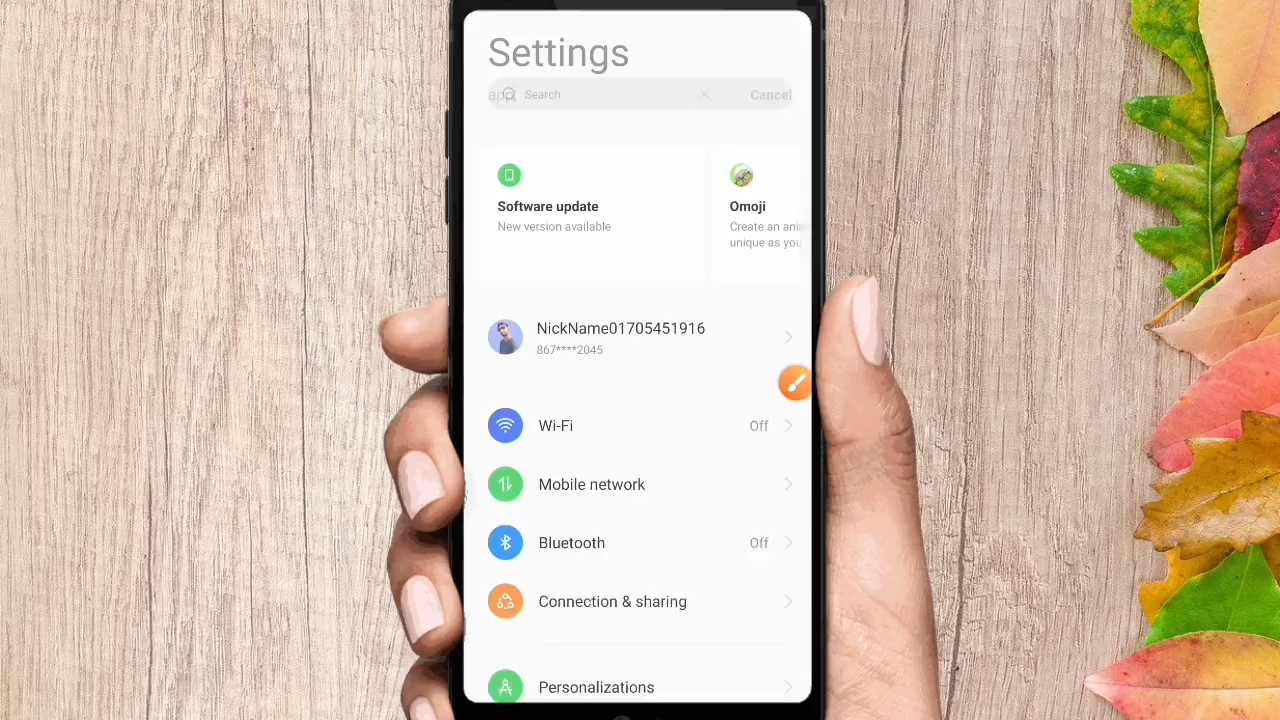 Settings
app Search Cancel
Software update
New version available
Omoji
Create an ani
unique as you
NickName01705451916
867****2045
Wi-Fi Off
Mobile network
Bluetooth Off
Connection & sharing
Personalizations